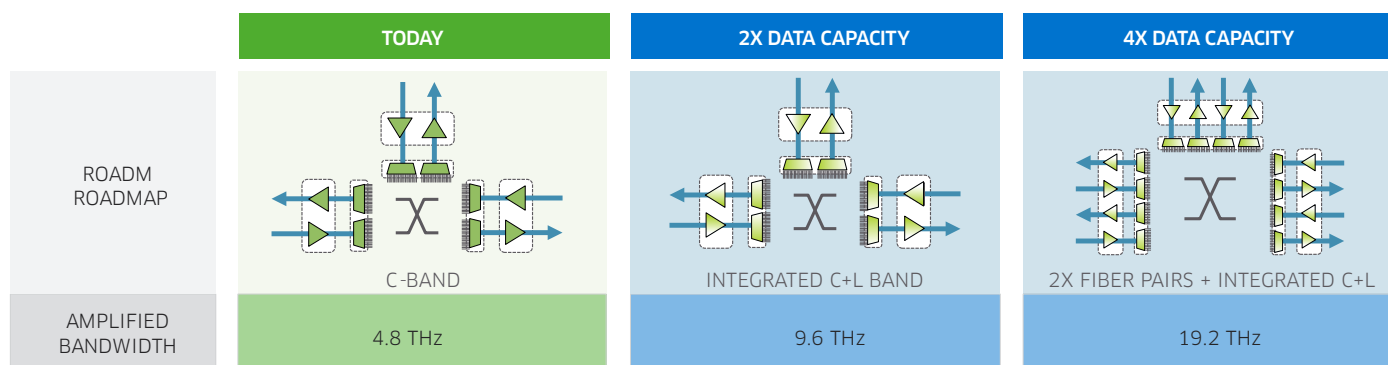 TODAY
2X DATA CAPACITY
4X DATA CAPACITY
ROADM
ROADMAP
C-BAND
INTEGRATED C+L BAND
2X FIBER PAIRS + INTEGRATED C+L
AMPLIFIED
BANDWIDTH
4.8 THz
9.6 THz
19.2 THz